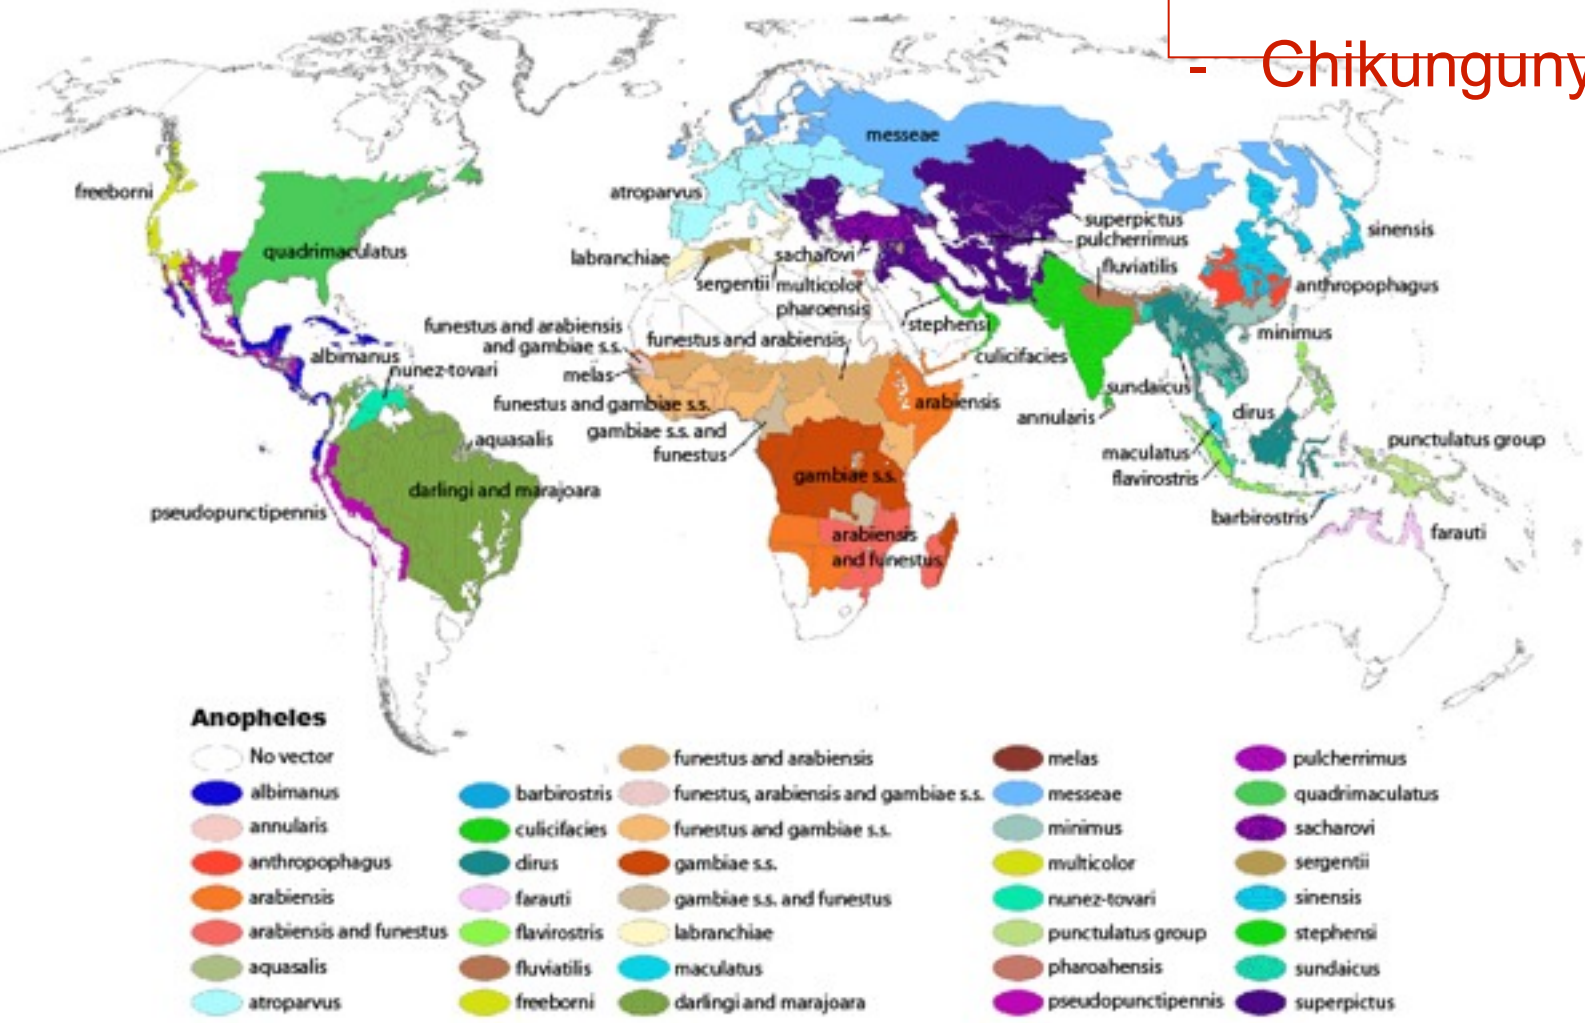 - Chikunguny
messeae
freeborni
atroparvus
quadrimaculatus
superpictus
pulcherrimus
sinensis
labranchiae
sacharovi
fluviatilis
sergentii
multicolor
pharoensis
anthropophagus
funestus and arabiensis
and gambiae s.s.
funestus and arabiensis
stephensi
minimus
albimanus
nunez-tovari
melas
culicifacies
sundaicus
funestus and gambiae s.s.
arabiensis
annularis
dirus
gambiae s.s. and
funestus
aquasalis
punctulatus group
maculatus
flavirostris
gambiae s.s.
darlingi and marajoara
pseudopunctipennis
barbirostris
farauti
arabiensis
and funestus
Anopheles
No vector
albimanus
annularis
anthropophagus
arabiensis
arabiensis and funestus
aquasalis
atroparvus
barbirostris
culicifacies
dirus
farauti
flavirostris
fluviatilis
freeborni
funestus and arabiensis
funestus, arabiensis and gambiae s.s.
funestus and gambiae s.s.
gambiae s.s.
gambiae s.s. and funestus
labranchiae
maculatus
darlingi and marajoara
melas
messeae
minimus
multicolor
nunez-tovari
punctulatus group
pharoahensis
pseudopunctipennis
pulcherrimus
quadrimaculatus
sacharovi
sergentii
sinensis
stephensi
sundaicus
superpictus